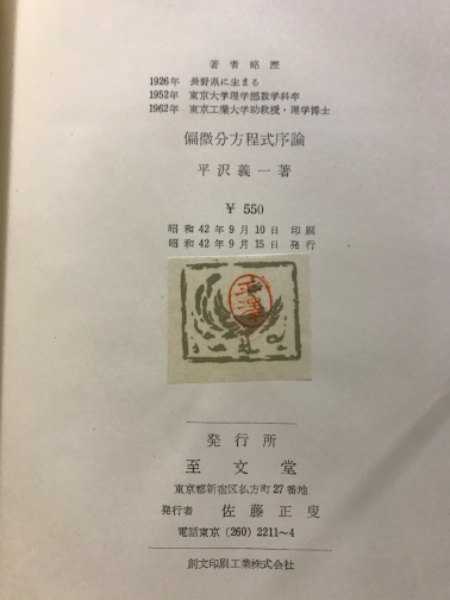 著者略歴
1926年 長野県に生まる
1952年 東京大学理学部数学科卒
1962年 東京工業大学助教授・理学博士
偏微分方程式序論
平沢義一著
¥ 550
昭和42年9月10日 印刷
昭和42年9月15日 発行
平澤
発行所
至文堂
東京都新宿区払方町27番地
発行者 佐藤正叟
電話東京 (260) 2211~4
創文印刷工業株式会社